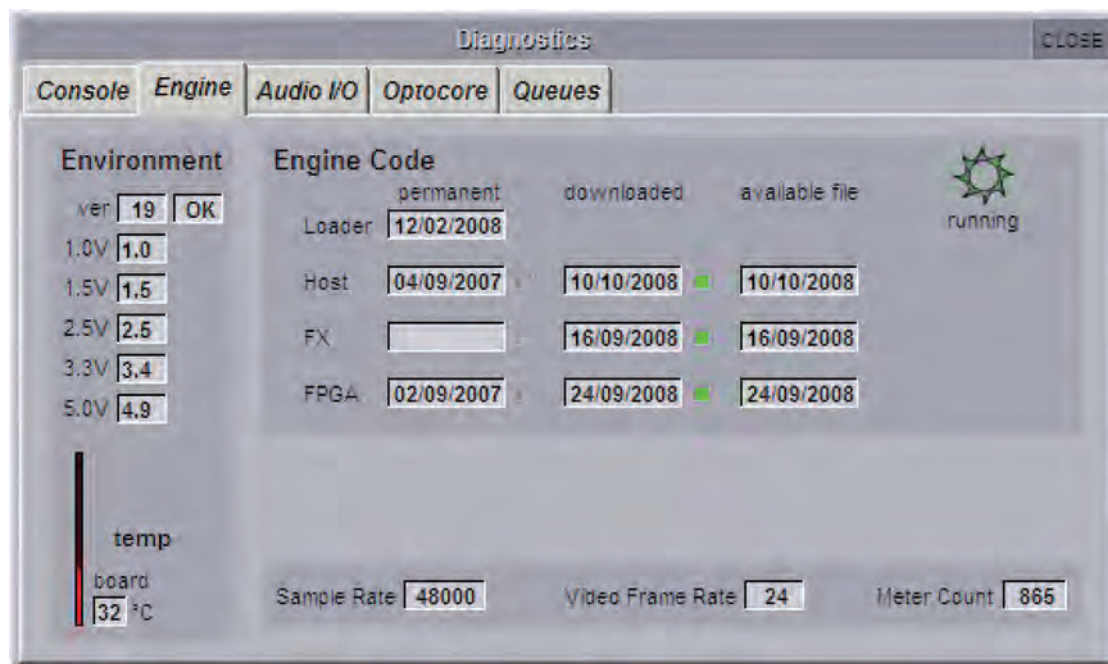 Diagnostics CLOSE
Console Engine Audio I/O Optocore Queues
Environment
ver 19 OK
1.0V 1.0
1.5V 1.5
2.5V 2.5
3.3V 3.4
5.0V 4.9
temp
board
32 °C
Engine Code
permanent downloaded available file
Loader 12/02/2008
Host 04/09/2007 10/10/2008 10/10/2008
FX 16/09/2008 16/09/2008
FPGA 02/09/2007 24/09/2008 24/09/2008
running
Sample Rate 48000 Video Frame Rate 24 Meter Count 865